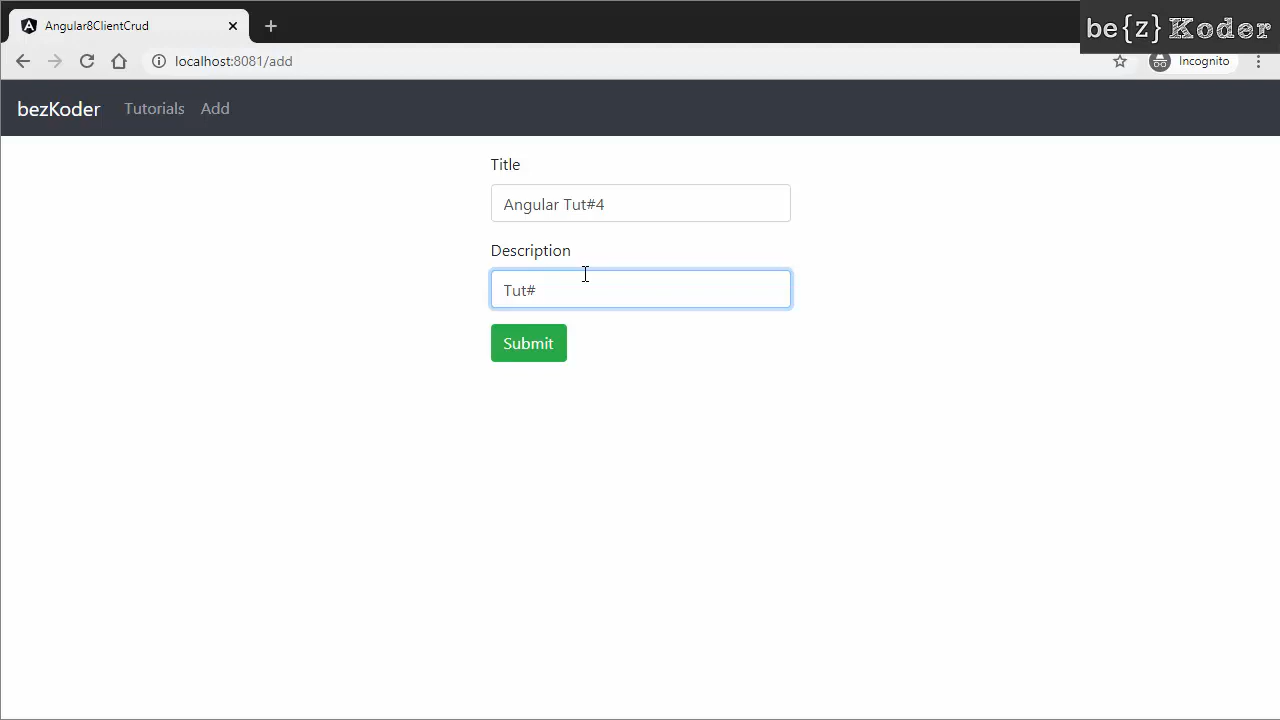 Angular8ClientCrud
be{z}Koder
localhost:8081/add
Incognito
bezKoder Tutorials Add
Title
Angular Tut#4
Description
Tut#
Submit